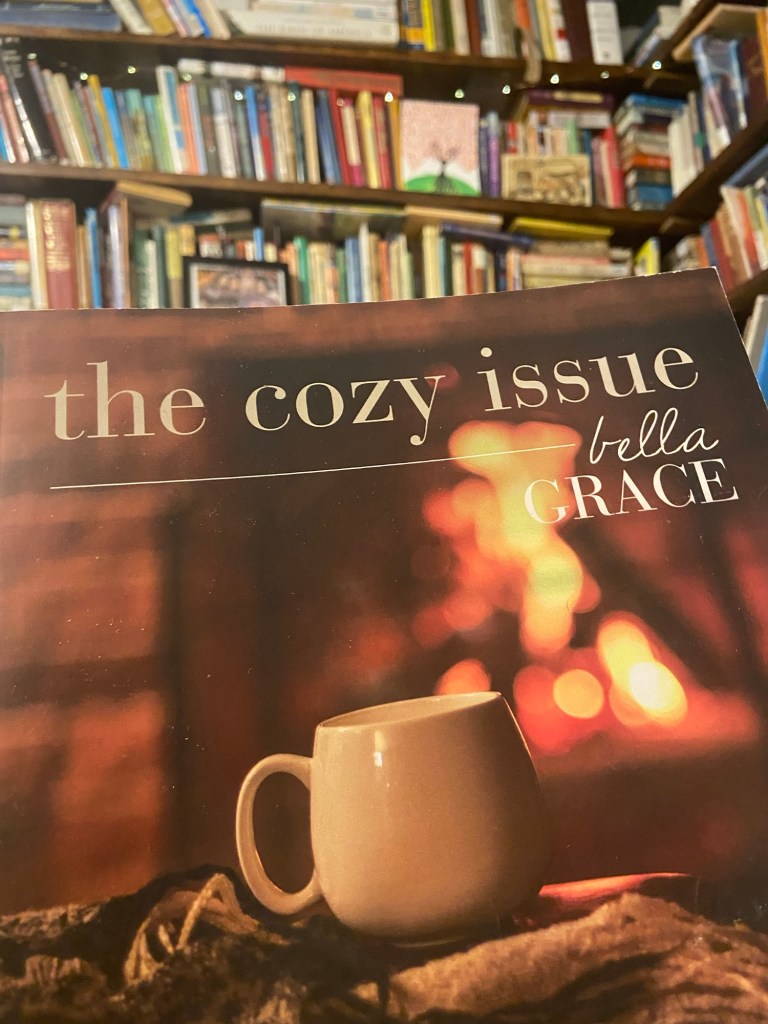 the cozy issue
bella
GRACE